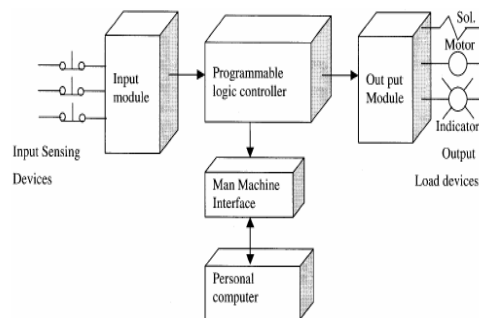 Sol.
Motor
Input
module
Programmable
logic controller
Out put
Module
Indicator
Input Sensing
Devices
Output
Load devices
Man Machine
Interface
Personal
computer